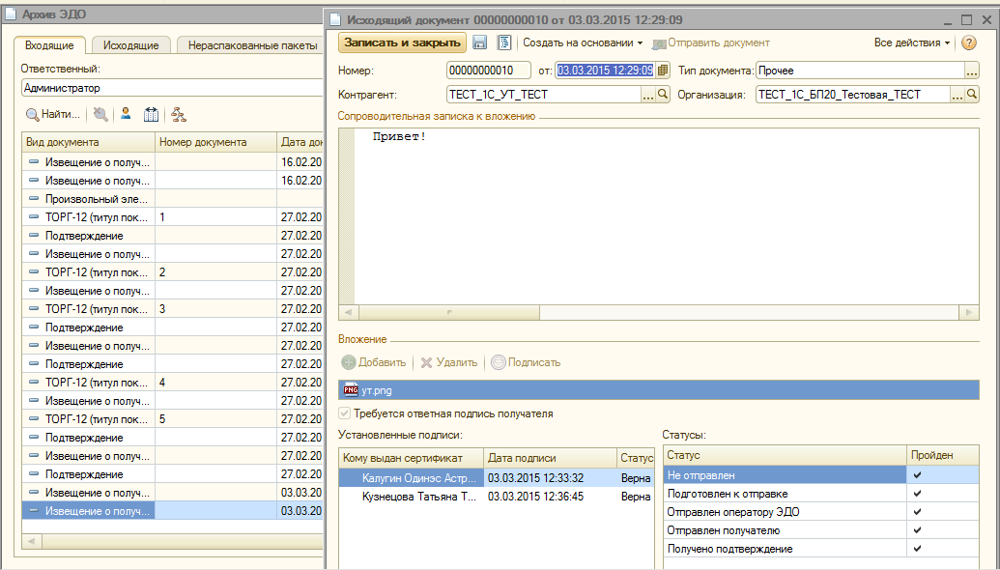 Архив ЭДО
Входящие Исходящие Нераспакованные пакеты
Ответственный:
Администратор
Найти...
Вид документа Номер документа Дата док
Извещение о получ... 16.02.20
Извещение о получ... 16.02.20
Произвольный эле...
ТОРГ-12 (титул пок... 1 27.02.20
Подтверждение 27.02.20
Извещение о получ... 27.02.20
ТОРГ-12 (титул пок... 2 27.02.20
Извещение о получ... 27.02.20
ТОРГ-12 (титул пок... 3 27.02.20
Подтверждение 27.02.20
Извещение о получ... 27.02.20
Подтверждение 27.02.20
ТОРГ-12 (титул пок... 4 27.02.20
Извещение о получ... 27.02.20
ТОРГ-12 (титул пок... 5 27.02.20
Подтверждение 27.02.20
Извещение о получ... 27.02.20
Подтверждение 27.02.20
Извещение о получ... 03.03.20
Извещение о получ... 03.03.20
Исходящий документ 00000000010 от 03.03.2015 12:29:09
Записать и закрыть Создать на основании Отправить документ Все действия ?
Номер: 00000000010 от: 03.03.2015 12:29:09 Тип документа: Прочее ...
Контрагент: ТЕСТ_1С_УТ_ТЕСТ ... Организация: ТЕСТ_1С_БП20_Тестовая_ТЕСТ ...
Сопроводительная записка к вложению
Привет!
Вложение
Добавить Удалить Подписать
PNG ут.png
Требуется ответная подпись получателя
Установленные подписи:
Кому выдан сертификат Дата подписи Статус
Калугин Одинэс Астр... 03.03.2015 12:33:32 Верна
Кузнецова Татьяна Т... 03.03.2015 12:36:45 Верна
Статусы:
Статус Пройден
Не отправлен ✔
Подготовлен к отправке ✔
Отправлен оператору ЭДО ✔
Отправлен получателю ✔
Получено подтверждение ✔